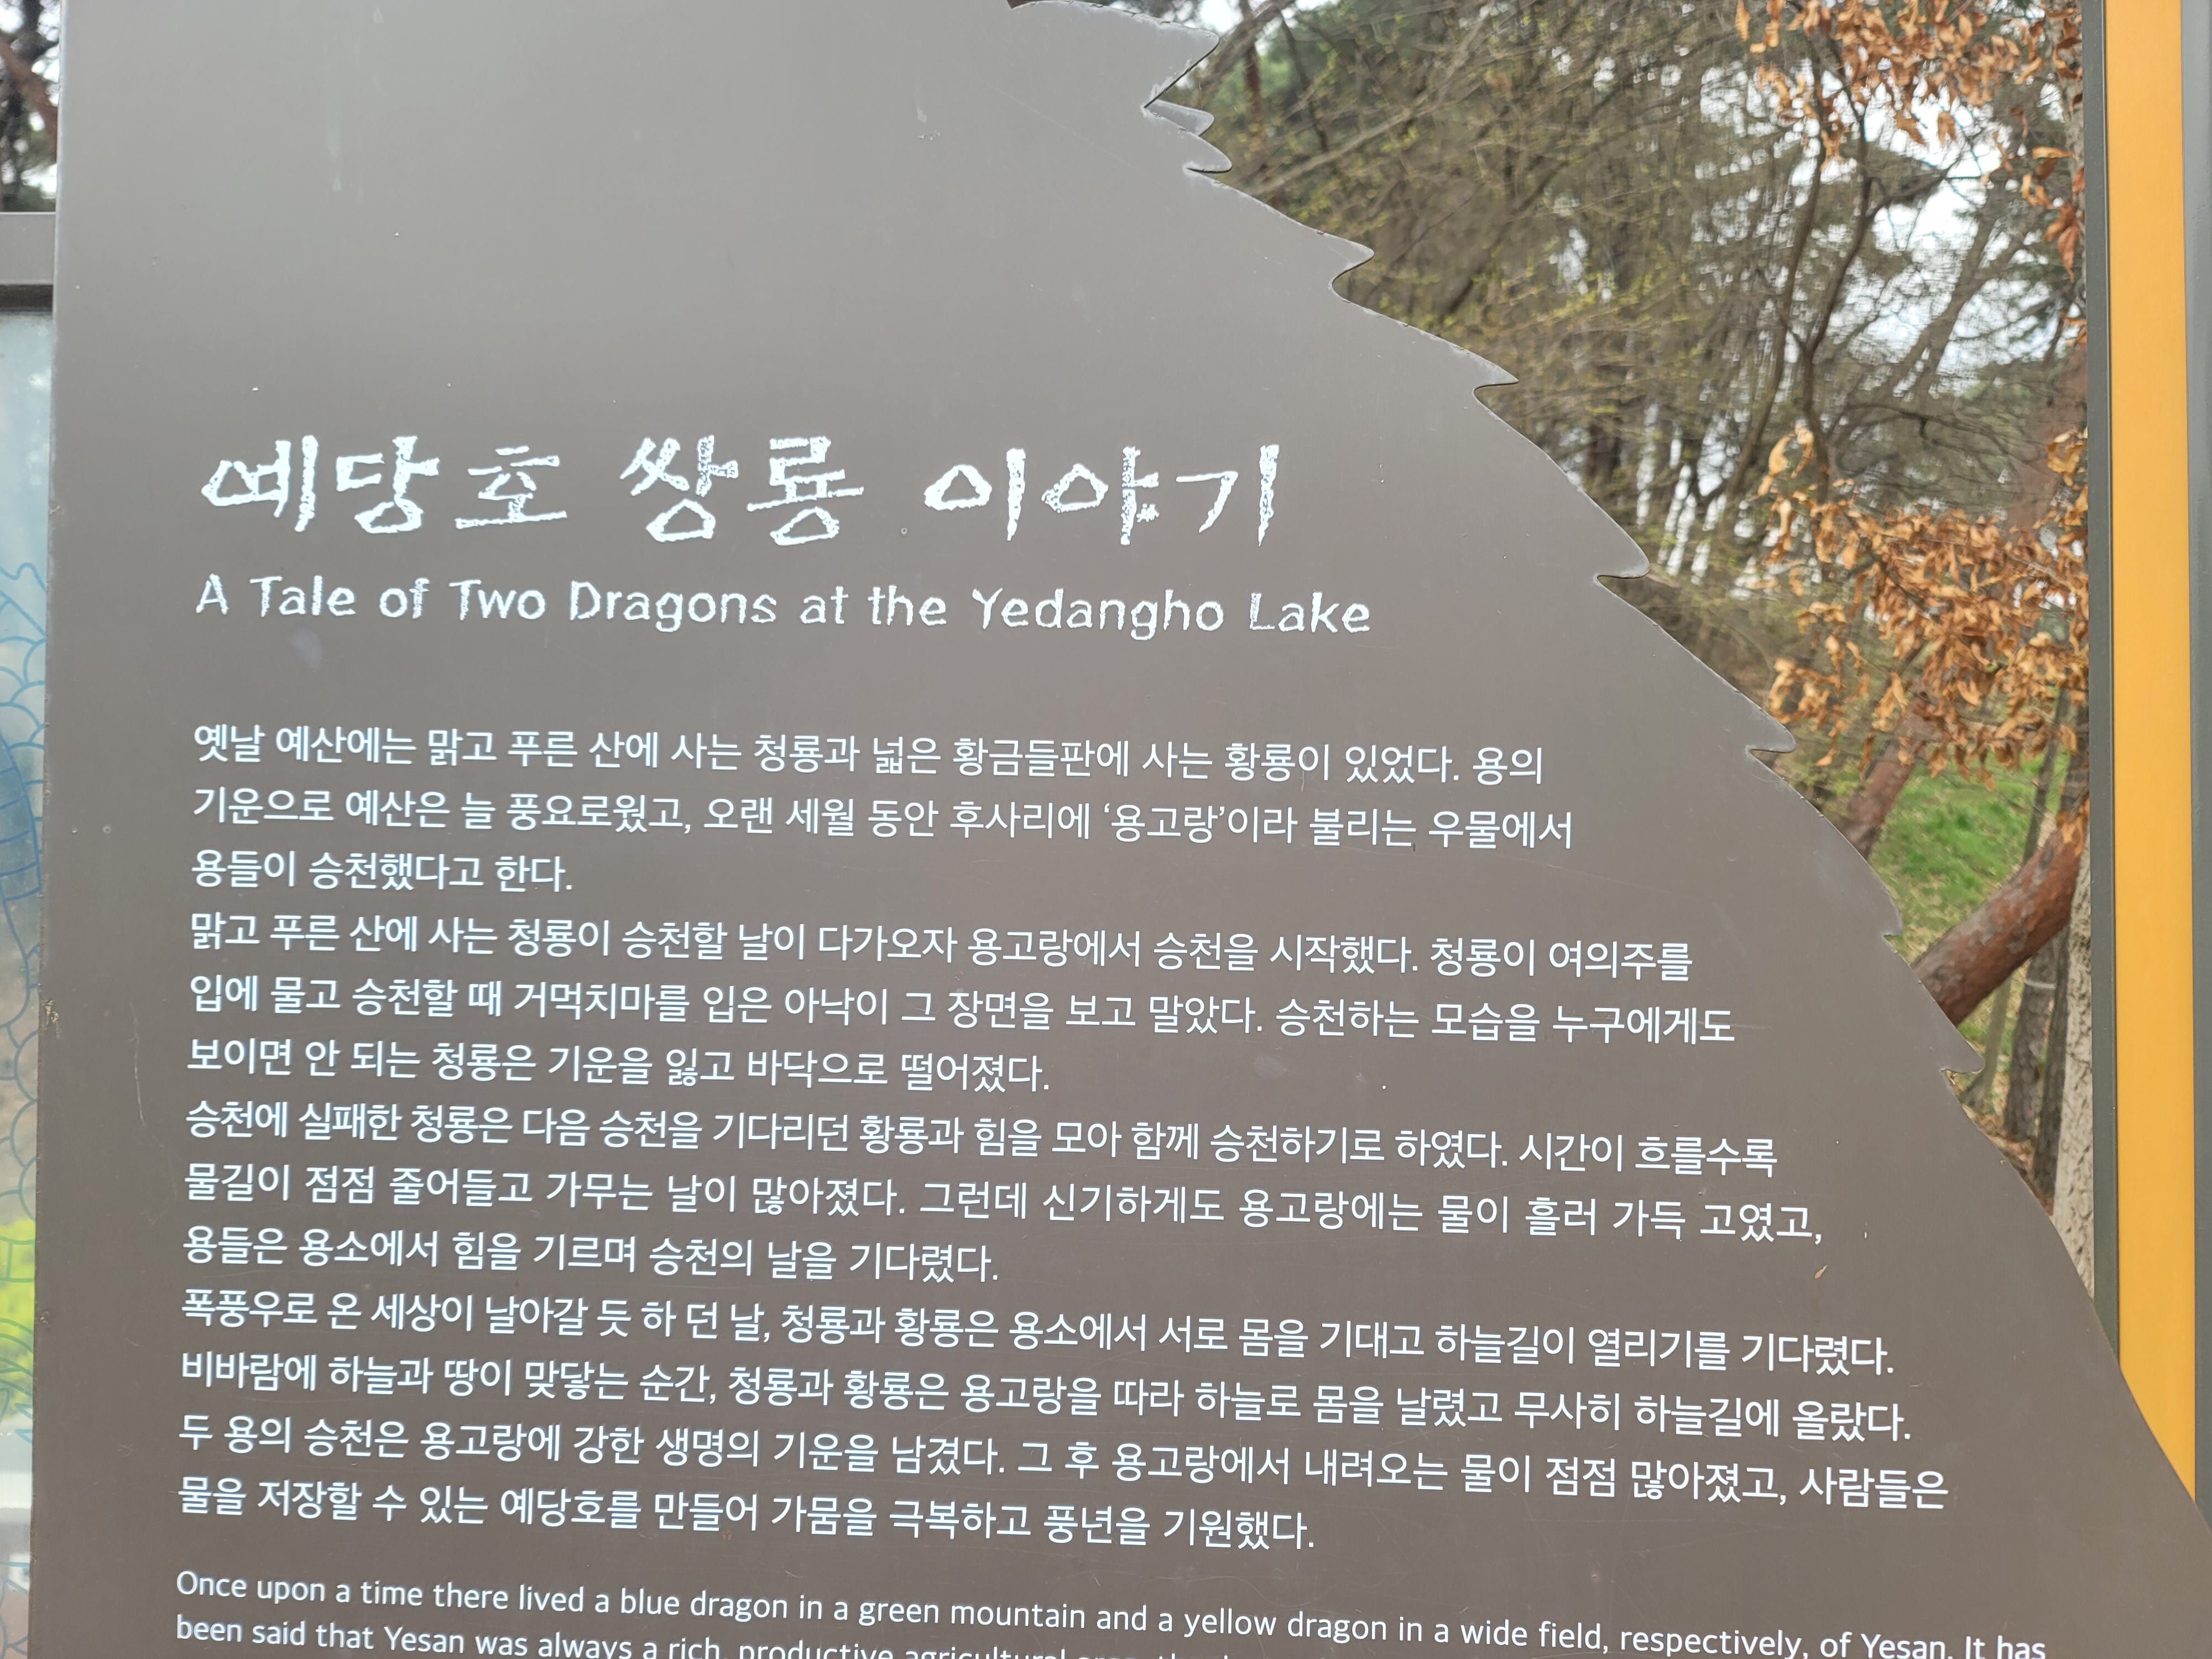 예당호 쌍룡 이야기
A Tale of Two Dragons at the Yedangho Lake
옛날 예산에는 맑고 푸른 산에 사는 청룡과 넓은 황금들판에 사는 황룡이 있었다. 용의
기운으로 예산은 늘 풍요로웠고, 오랜 세월 동안 후사리에 ‘용고랑’이라 불리는 우물에서
용들이 승천했다고 한다.
맑고 푸른 산에 사는 청룡이 승천할 날이 다가오자 용고랑에서 승천을 시작했다. 청룡이 여의주를
입에 물고 승천할 때 거먹치마를 입은 아낙이 그 장면을 보고 말았다. 승천하는 모습을 누구에게도
보이면 안 되는 청룡은 기운을 잃고 바닥으로 떨어졌다.
승천에 실패한 청룡은 다음 승천을 기다리던 황룡과 힘을 모아 함께 승천하기로 하였다. 시간이 흐를수록
물길이 점점 줄어들고 가무는 날이 많아졌다. 그런데 신기하게도 용고랑에는 물이 흘러 가득 고였고,
용들은 용소에서 힘을 기르며 승천의 날을 기다렸다.
폭풍우로 온 세상이 날아갈 듯 하 던 날, 청룡과 황룡은 용소에서 서로 몸을 기대고 하늘길이 열리기를 기다렸다.
비바람에 하늘과 땅이 맞닿는 순간, 청룡과 황룡은 용고랑을 따라 하늘로 몸을 날렸고 무사히 하늘길에 올랐다.
두 용의 승천은 용고랑에 강한 생명의 기운을 남겼다. 그 후 용고랑에서 내려오는 물이 점점 많아졌고, 사람들은
물을 저장할 수 있는 예당호를 만들어 가뭄을 극복하고 풍년을 기원했다.
Once upon a time there lived a blue dragon in a green mountain and a yellow dragon in a wide field, respectively, of Yesan. It has
been said that Yesan was always a rich, productive agricultural